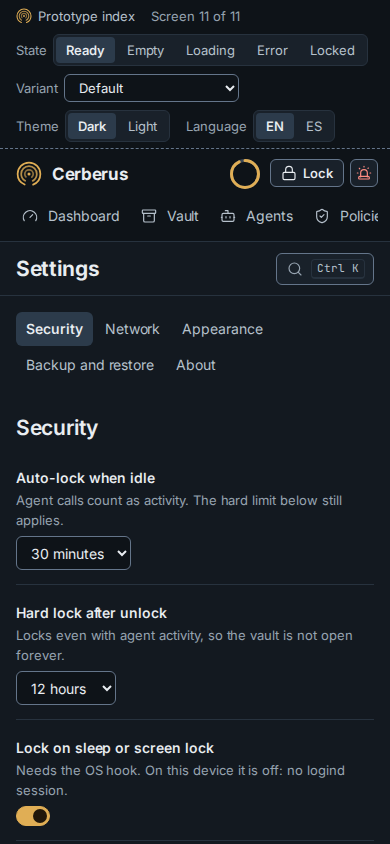 Prototype index Screen 11 of 11
State Ready Empty Loading Error Locked
Variant Default
Theme Dark Light Language EN ES
Cerberus Lock
Dashboard Vault Agents Policie
Settings Ctrl K
Security Network Appearance
Backup and restore About
Security
Auto-lock when idle
Agent calls count as activity. The hard limit below still
applies.
30 minutes
Hard lock after unlock
Locks even with agent activity, so the vault is not open
forever.
12 hours
Lock on sleep or screen lock
Needs the OS hook. On this device it is off: no logind
session.